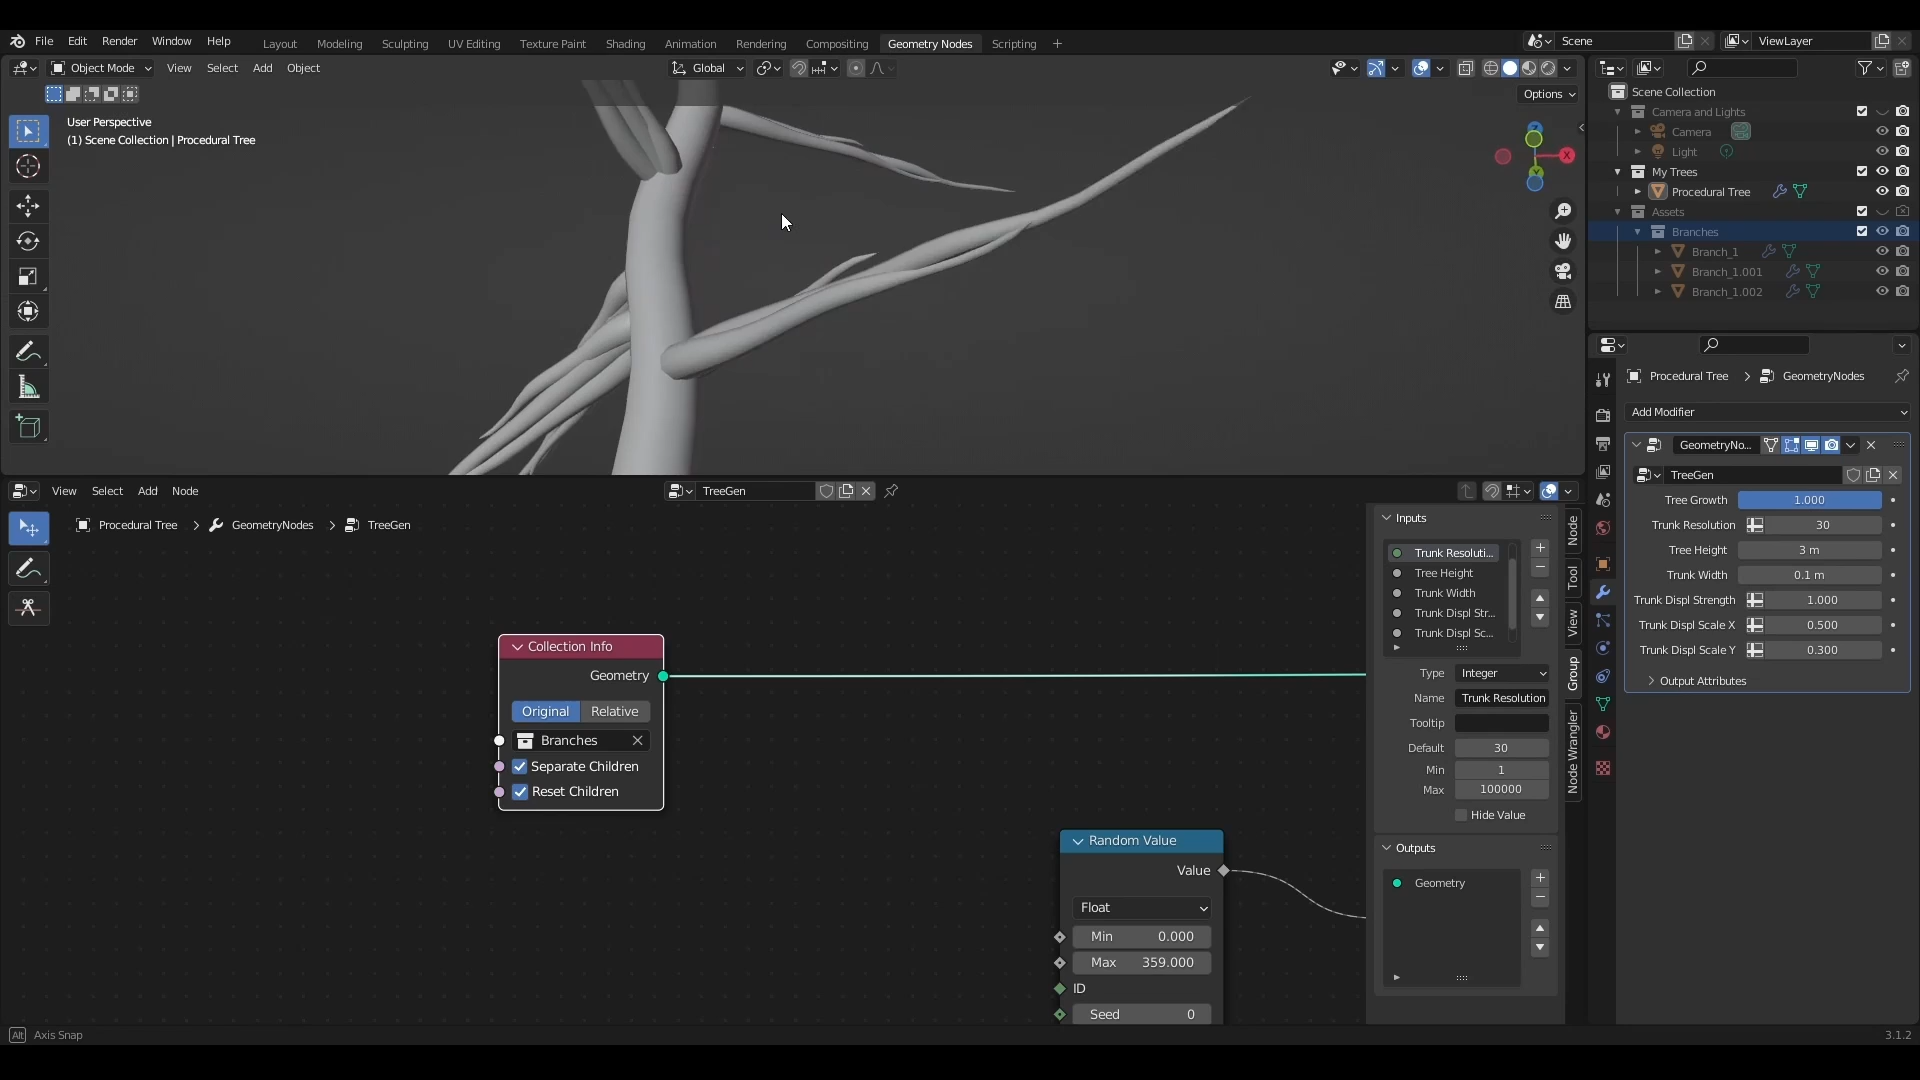 File Edit Render Window Help
Layout Modeling Sculpting UV Editing Texture Paint Shading Animation Rendering Compositing Geometry Nodes Scripting +
Scene
ViewLayer
Object Mode View Select Add Object
Global
Options
User Perspective
(1) Scene Collection | Procedural Tree
X
Y
Z
Scene Collection
Camera and Lights
Camera
Light
My Trees
Procedural Tree
Assets
Branches
Branch_1
Branch_1.001
Branch_1.002
Procedural Tree > GeometryNodes
Add Modifier
GeometryNo...
TreeGen
Tree Growth 1.000
Trunk Resolution 30
Tree Height 3 m
Trunk Width 0.1 m
Trunk Displ Strength 1.000
Trunk Displ Scale X 0.500
Trunk Displ Scale Y 0.300
Output Attributes
View Select Add Node
TreeGen
Procedural Tree > GeometryNodes > TreeGen
Collection Info
Geometry
Original Relative
Branches
Separate Children
Reset Children
Random Value
Value
Float
Min 0.000
Max 359.000
ID
Seed 0
Inputs
Trunk Resoluti...
Tree Height
Trunk Width
Trunk Displ Str...
Trunk Displ Sc...
Type Integer
Name Trunk Resolution
Tooltip
Default 30
Min 1
Max 100000
Hide Value
Outputs
Geometry
Node
Tool
View
Group
Node Wrangler
Alt Axis Snap
3.1.2